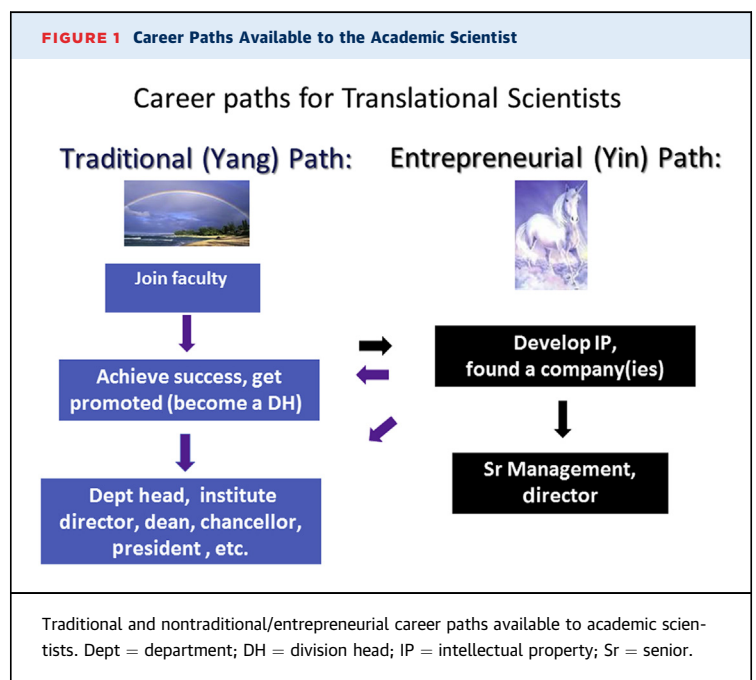 FIGURE 1 Career Paths Available to the Academic Scientist
Career paths for Translational Scientists
Traditional (Yang) Path:
Entrepreneurial (Yin) Path:
Join faculty
Achieve success, get
promoted (become a DH)
Dept head, institute
director, dean, chancellor,
president , etc.
Develop IP,
found a company(ies)
Sr Management,
director
Traditional and nontraditional/entrepreneurial career paths available to academic scien-
tists. Dept = department; DH = division head; IP = intellectual property; Sr = senior.